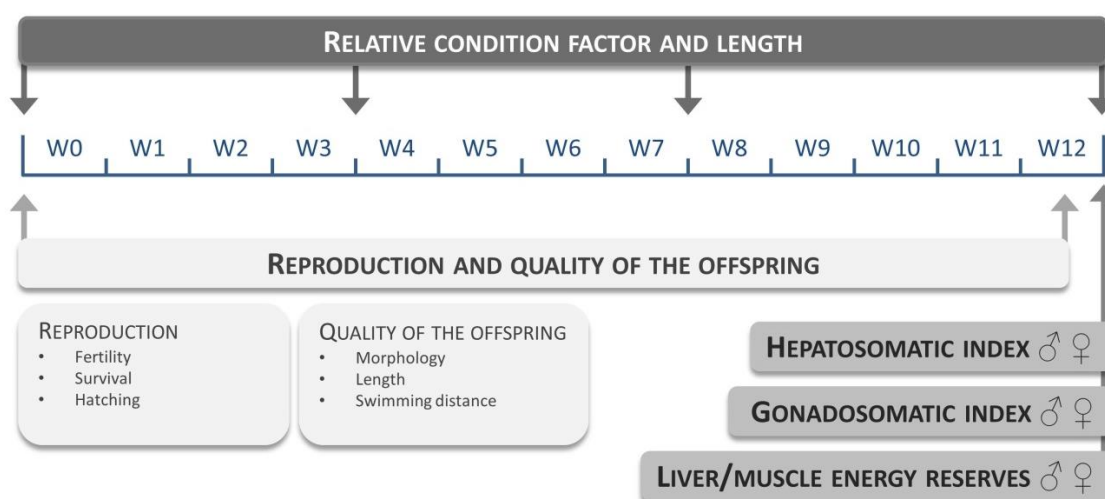 RELATIVE CONDITION FACTOR AND LENGTH
W0 W1 W2 W3 W4 W5 W6 W7 W8 W9 W10 W11 W12
REPRODUCTION AND QUALITY OF THE OFFSPRING
REPRODUCTION
• Fertility
• Survival
• Hatching
QUALITY OF THE OFFSPRING
• Morphology
• Length
• Swimming distance
HEPATOSOMATIC INDEX ♂ ♀
GONADOSOMATIC INDEX ♂ ♀
LIVER/MUSCLE ENERGY RESERVES ♂ ♀